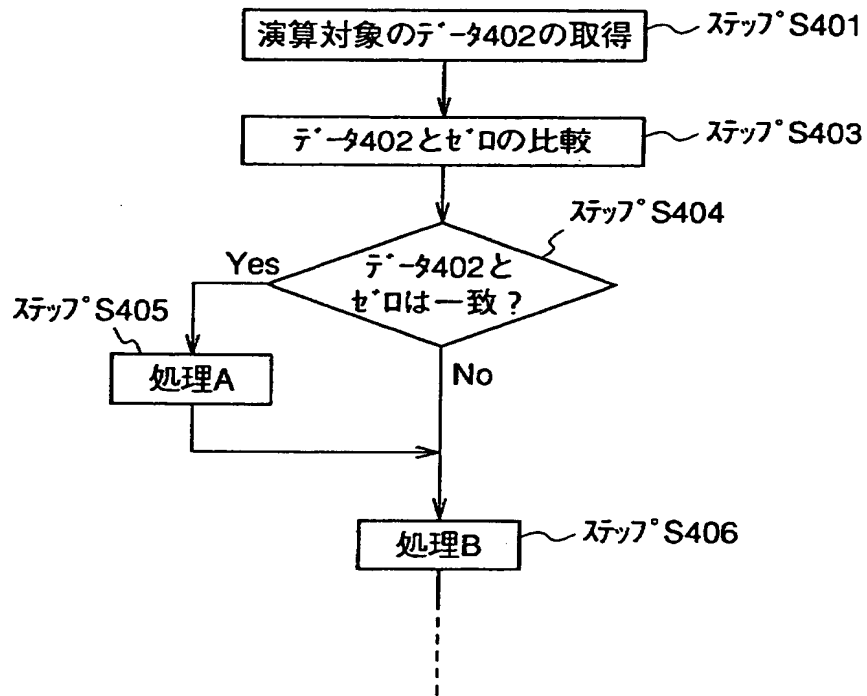 演算対象のﾃﾞｰﾀ402の取得
ｽﾃｯﾌﾟS401
ﾃﾞｰﾀ402とｾﾞﾛの比較
ｽﾃｯﾌﾟS403
ｽﾃｯﾌﾟS404
Yes
ﾃﾞｰﾀ402と
ｾﾞﾛは一致？
ｽﾃｯﾌﾟS405
処理A
No
処理B
ｽﾃｯﾌﾟS406